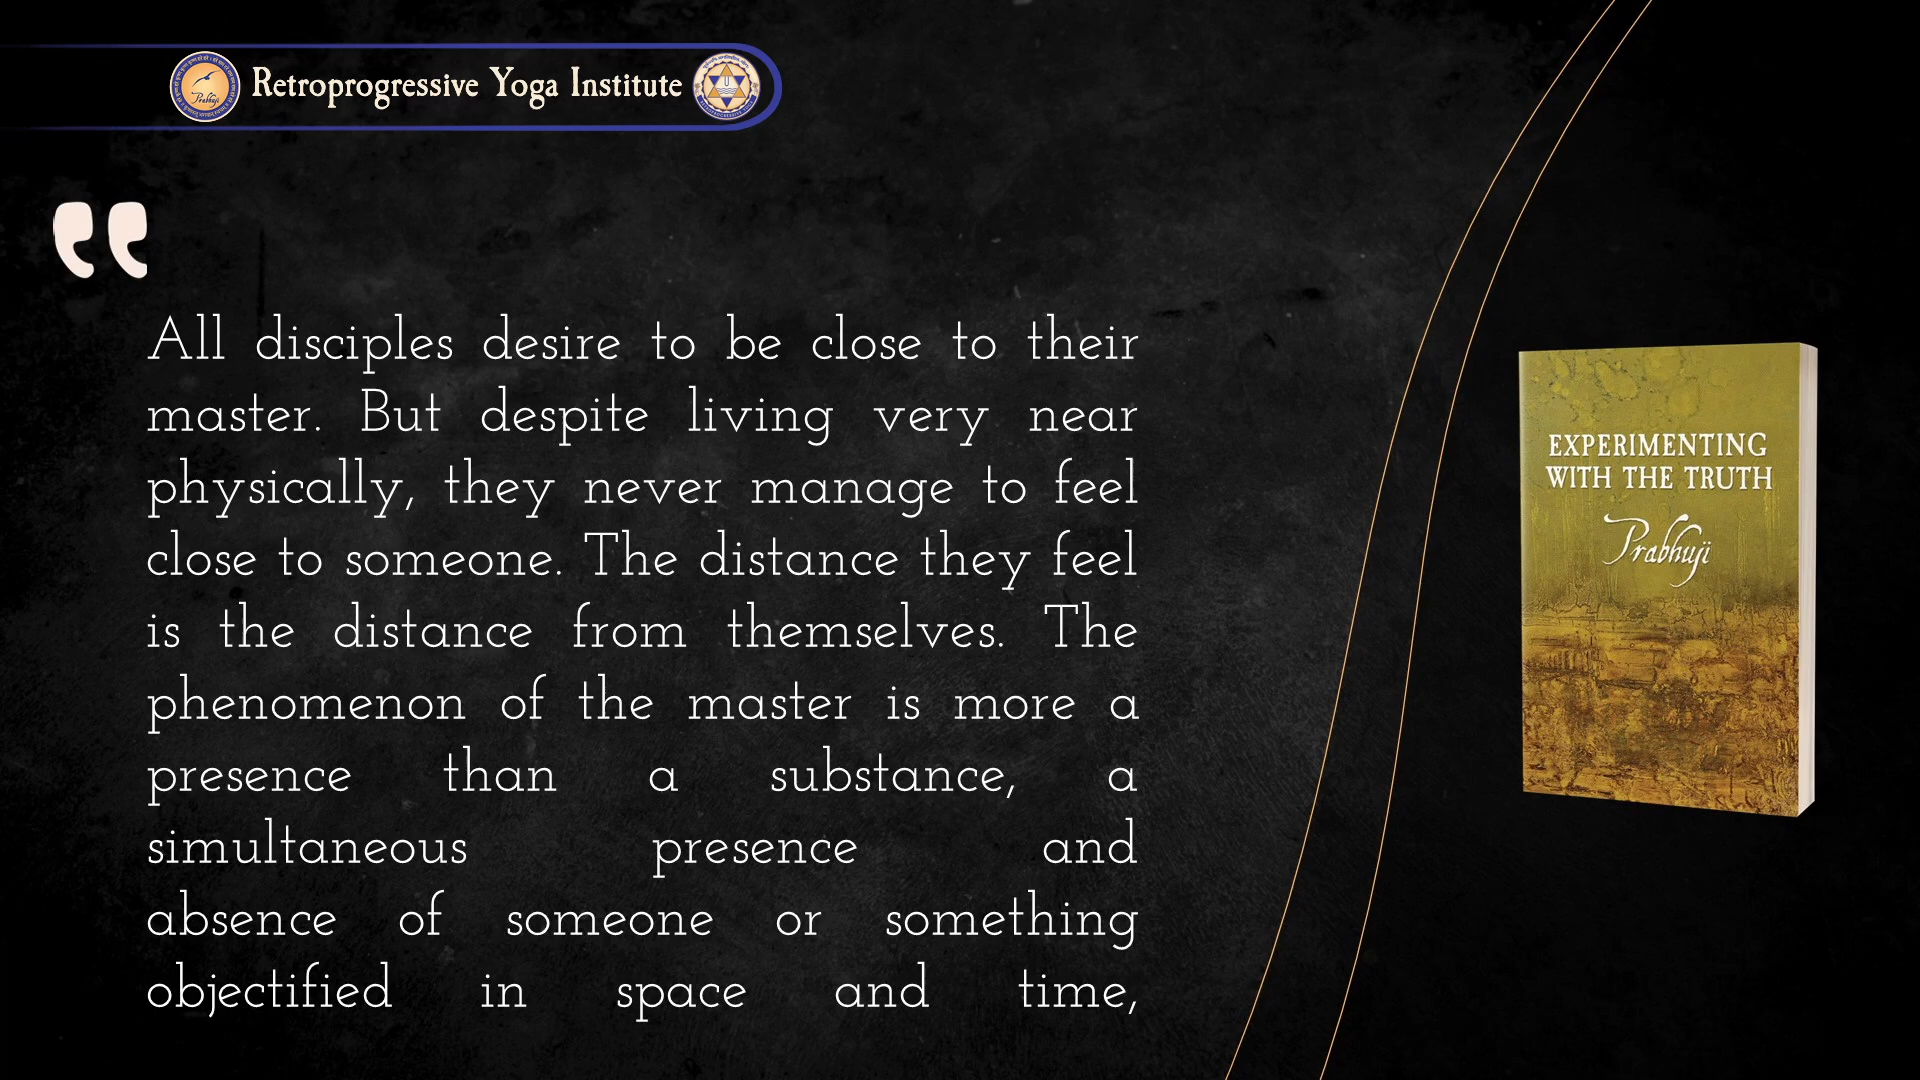 Retroprogressive Yoga Institute
Prabhuji
“
All disciples desire to be close to their
master. But despite living very near
physically, they never manage to feel
close to someone. The distance they feel
is the distance from themselves. The
phenomenon of the master is more a
presence than a substance, a
simultaneous presence and
absence of someone or something
objectified in space and time,
EXPERIMENTING
WITH THE TRUTH
Prabhuji